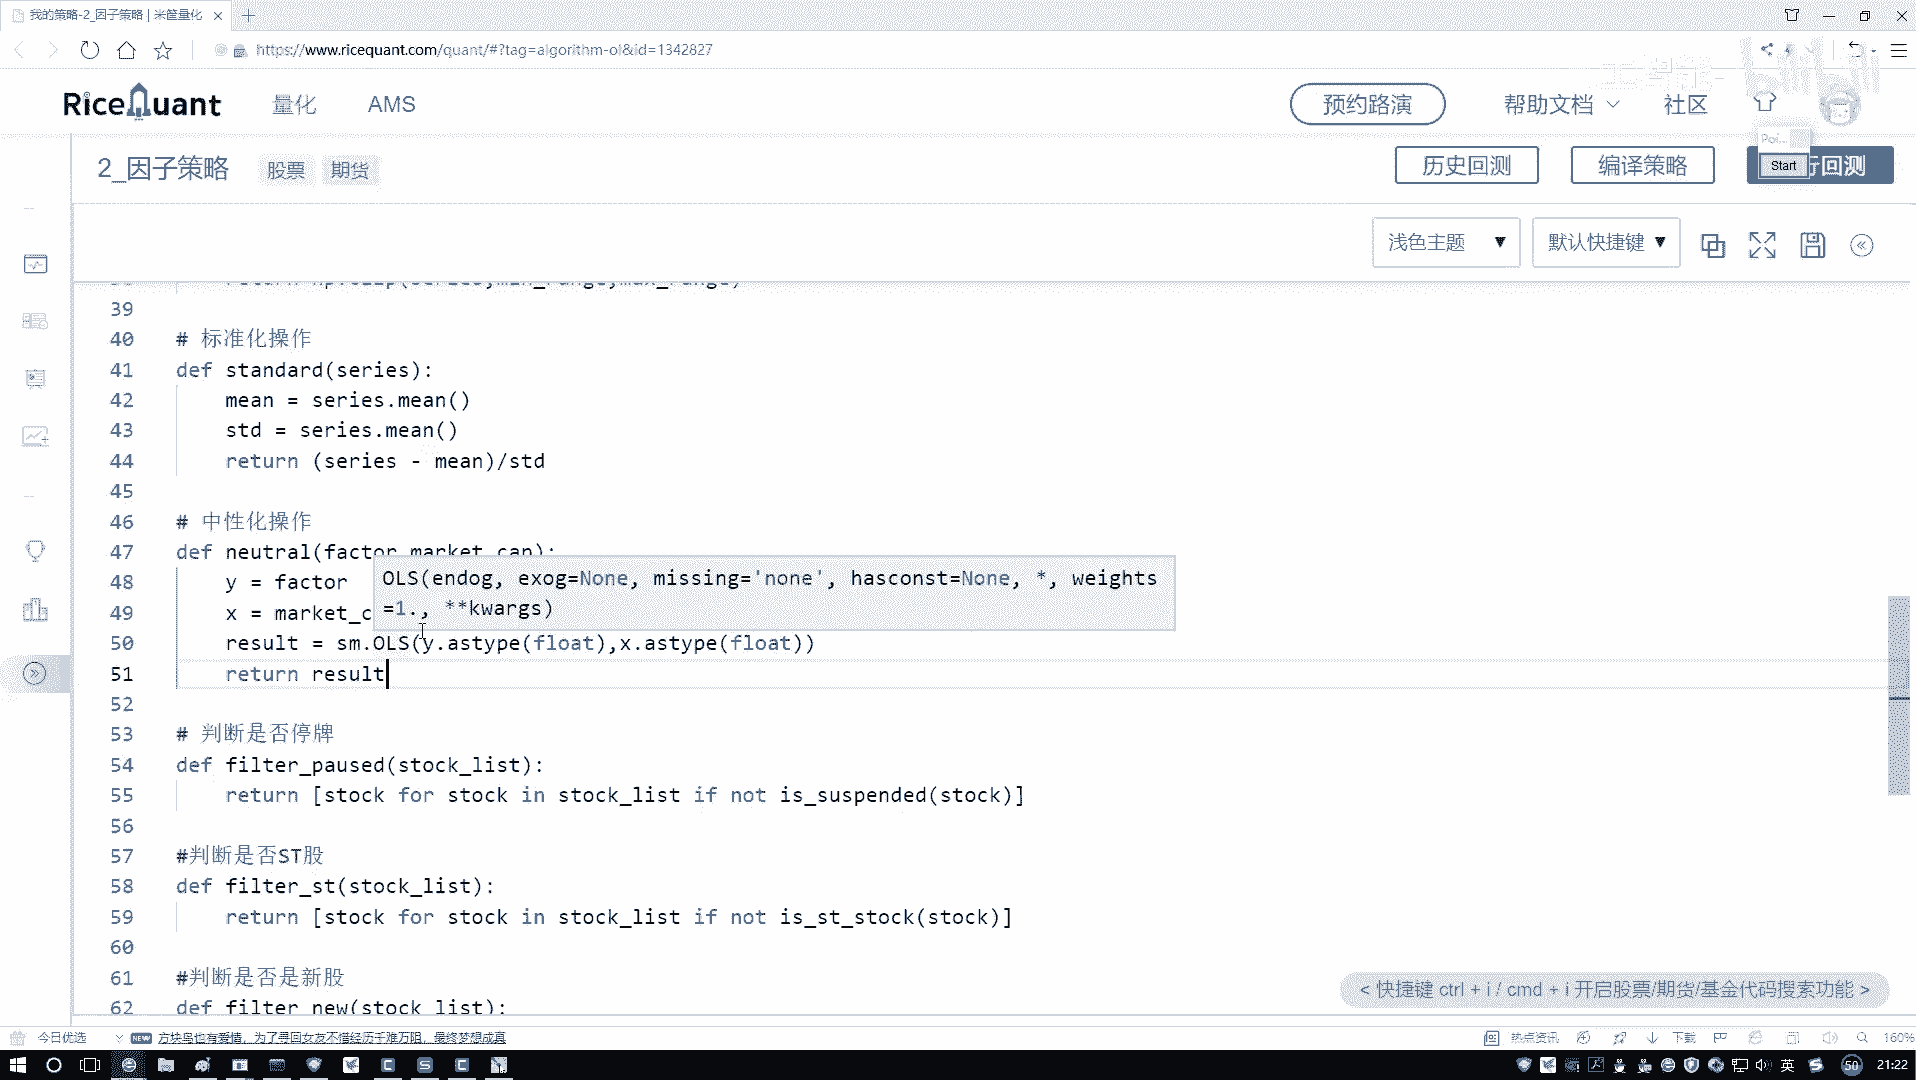 我的策略-2_因子策略 | 米筐量化
https://www.ricequant.com/quant/#?tag=algorithm-ol&id=1342827
RiceQuant 量化 AMS 预约路演 帮助文档 社区
Poi...
2_因子策略 股票 期货 历史回测 编译策略 Start 行回测
浅色主题 默认快捷键
39
40 # 标准化操作
41 def standard(series):
42 mean = series.mean()
43 std = series.mean()
44 return (series - mean)/std
45
46 # 中性化操作
47 def neutral(factor,market_cap):
48 y = factor
OLS(endog, exog=None, missing='none', hasconst=None, *, weights
=1., **kwargs)
49 x = market_c
50 result = sm.OLS(y.astype(float),x.astype(float))
51 return result
52
53 # 判断是否停牌
54 def filter_paused(stock_list):
55 return [stock for stock in stock_list if not is_suspended(stock)]
56
57 #判断是否ST股
58 def filter_st(stock_list):
59 return [stock for stock in stock_list if not is_st_stock(stock)]
60
61 #判断是否是新股
62 def filter_new(stock_list):
< 快捷键 ctrl + i / cmd + i 开启股票/期货/基金代码搜索功能 >
今日优选 NEW 方块鸟也有爱情，为了寻回女友不惜经历千难万阻，最终梦想成真 热点资讯 下载 160%
英 50 21:22